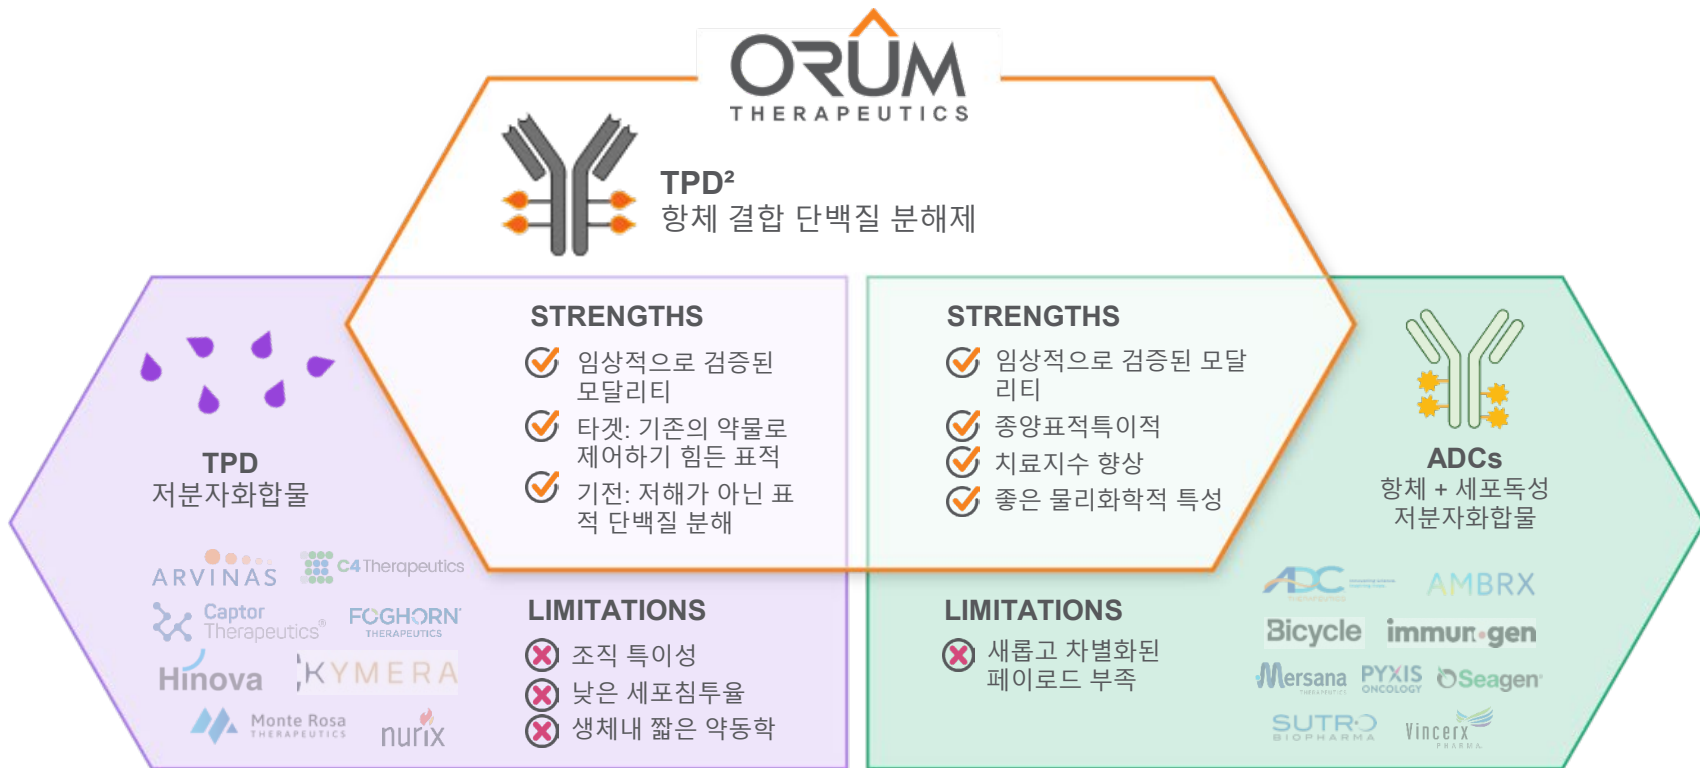 ORUM
THERAPEUTICS
TPD²
항체 결합 단백질 분해제
TPD
저분자화합물
ARVINAS
C4 Therapeutics
Captor
Therapeutics®
FOGHORN
THERAPEUTICS
Hinova
KYMERA
Monte Rosa
THERAPEUTICS
nurix
STRENGTHS
임상적으로 검증된
모달리티
타겟: 기존의 약물로
제어하기 힘든 표적
기전: 저해가 아닌 표
적 단백질 분해
LIMITATIONS
조직 특이성
낮은 세포침투율
생체내 짧은 약동학
STRENGTHS
임상적으로 검증된 모달
리티
종양표적특이적
치료지수 향상
좋은 물리화학적 특성
LIMITATIONS
새롭고 차별화된
페이로드 부족
ADCs
항체 + 세포독성
저분자화합물
ADC
THERAPEUTICS
AMBRX
Bicycle
immunogen
Mersana
THERAPEUTICS
PYXIS
ONCOLOGY
Seagen
SUTRO
BIOPHARMA
Vincerx
PHARMA